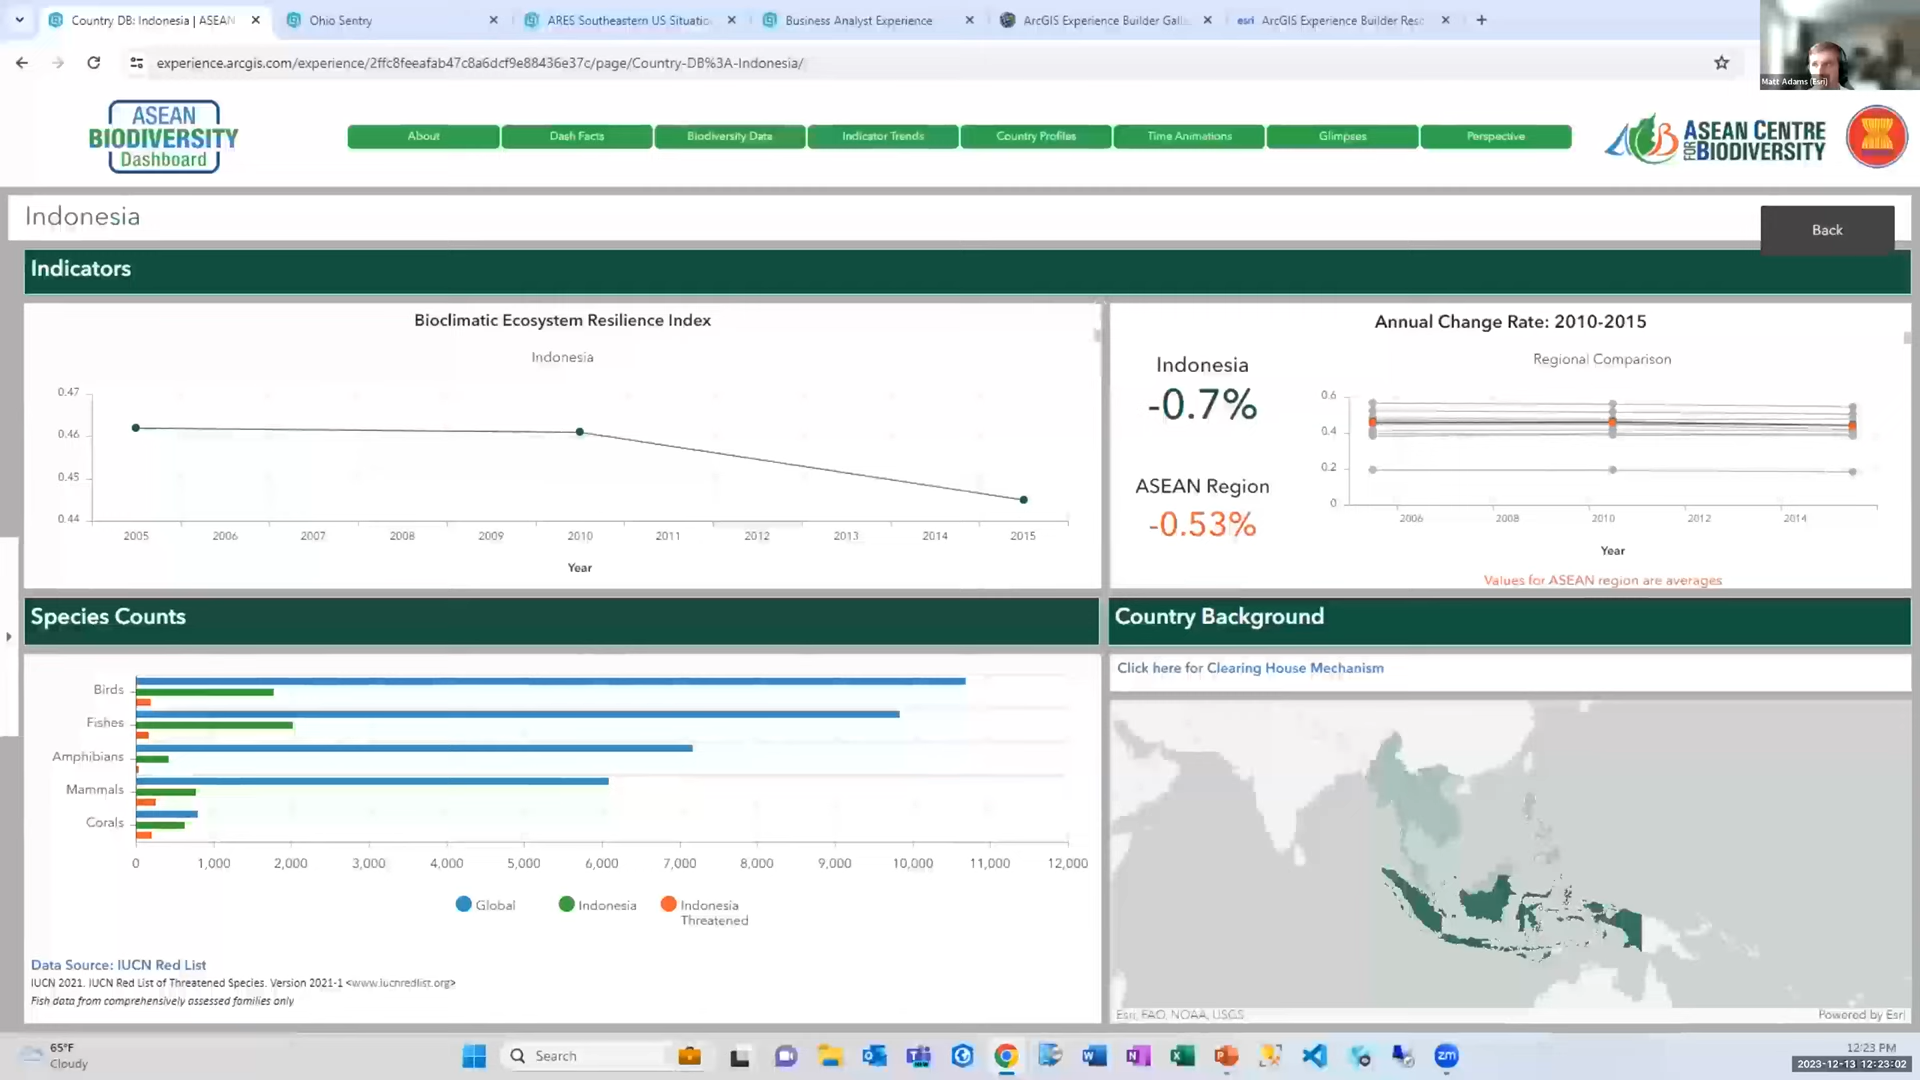 Country DB: Indonesia | ASEAN
Ohio Sentry
ARES Southeastern US Situatio
Business Analyst Experience
ArcGIS Experience Builder Gall
esri ArcGIS Experience Builder Reso
experience.arcgis.com/experience/2ffc8feeafab47c8a6dcf9e88436e37c/page/Country-DB%3A-Indonesia/
Matt Adams (Esri)
ASEAN
BIODIVERSITY
Dashboard
About
Dash Facts
Biodiversity Data
Indicator Trends
Country Profiles
Time Animations
Glimpses
Perspective
ASEAN CENTRE
FOR BIODIVERSITY
Indonesia
Back
Indicators
Bioclimatic Ecosystem Resilience Index
Indonesia
0.47
0.46
0.45
0.44
2005 2006 2007 2008 2009 2010 2011 2012 2013 2014 2015
Year
Annual Change Rate: 2010-2015
Indonesia
-0.7%
ASEAN Region
-0.53%
Regional Comparison
0.6
0.4
0.2
0
2006 2008 2010 2012 2014
Year
Values for ASEAN region are averages
Species Counts
Birds
Fishes
Amphibians
Mammals
Corals
0 1,000 2,000 3,000 4,000 5,000 6,000 7,000 8,000 9,000 10,000 11,000 12,000
Global
Indonesia
Indonesia
Threatened
Data Source: IUCN Red List
IUCN 2021. IUCN Red List of Threatened Species. Version 2021-1 <www.iucnredlist.org>
Fish data from comprehensively assessed families only
Country Background
Click here for Clearing House Mechanism
Esri, FAO, NOAA, USGS
Powered by Esri
65°F
Cloudy
Search
zm
12:23 PM
2023-12-13 12:23:02